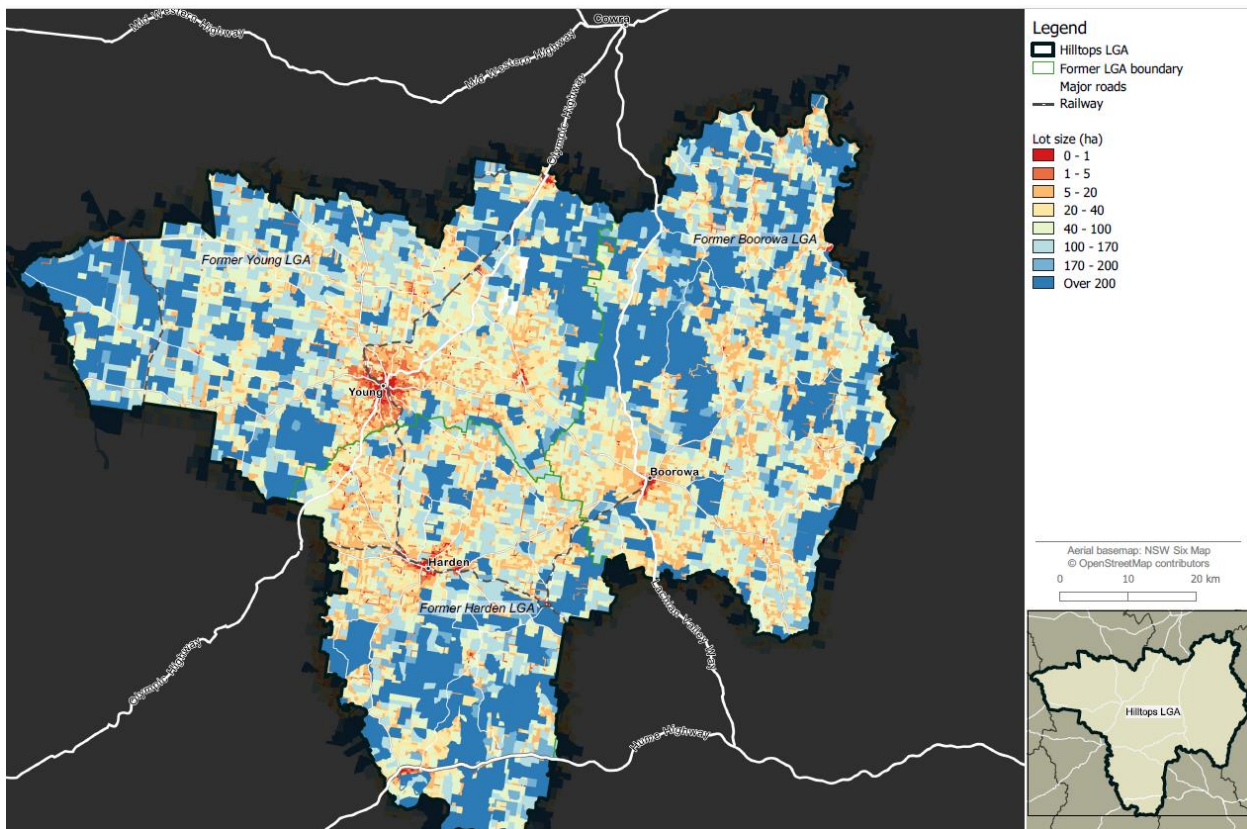 Cowra
Mid-Western Highway
Mid-Western Highway
Olympic Highway
Former Young LGA
Former Boorowa LGA
Young
Boorowa
Harden
Former Harden LGA
Olympic Highway
Lachlan Valley Way
Hume Highway
Legend
Hilltops LGA
Former LGA boundary
Major roads
Railway
Lot size (ha)
0 - 1
1 - 5
5 - 20
20 - 40
40 - 100
100 - 170
170 - 200
Over 200
Aerial basemap: NSW Six Map
© OpenStreetMap contributors
0 10 20 km
Hilltops LGA